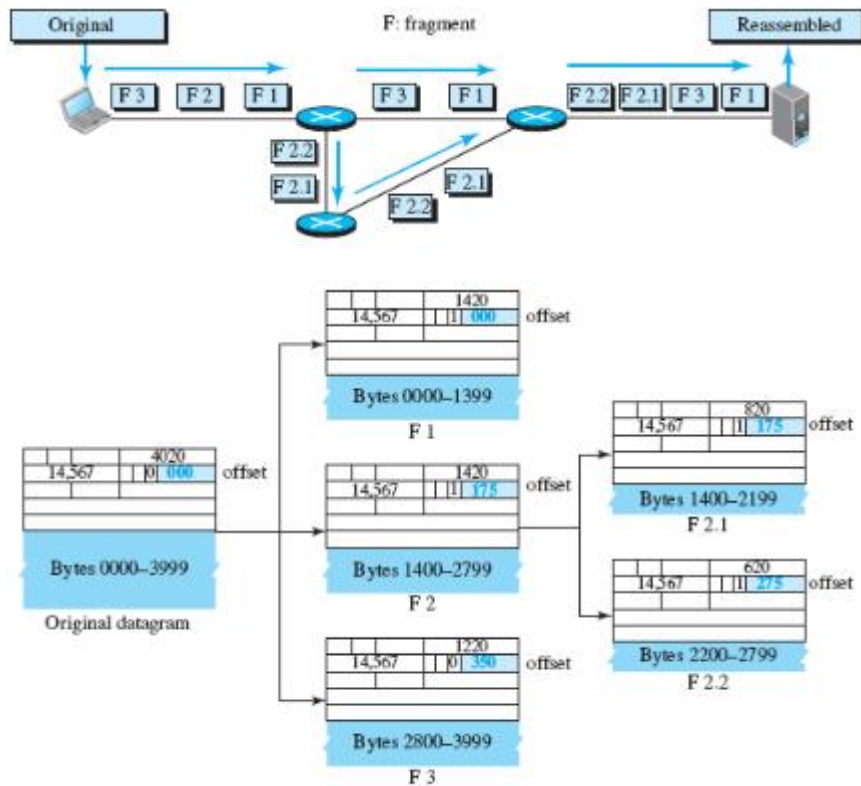 Original
F: fragment
Reassembled
F 3
F 2
F 1
F 3
F 1
F 2.2
F 2.1
F 3
F 1
F 2.2
F 2.1
F 2.1
F 2.2
1420
14,567
1
000
offset
Bytes 0000–1399
F 1
4020
14,567
0
000
offset
Bytes 0000–3999
Original datagram
1420
14,567
1
175
offset
Bytes 1400–2799
F 2
1220
14,567
0
350
offset
Bytes 2800–3999
F 3
820
14,567
1
175
offset
Bytes 1400–2199
F 2.1
620
14,567
1
275
offset
Bytes 2200–2799
F 2.2